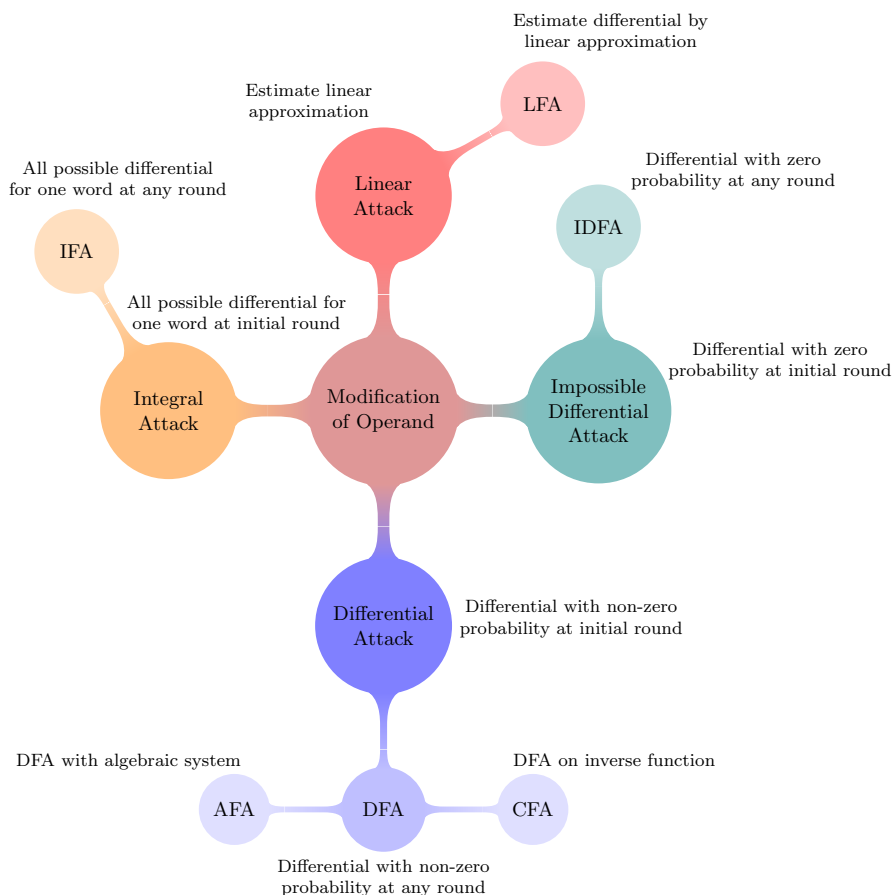 Estimate differential by
linear approximation
LFA
Estimate linear
approximation
Linear
Attack
All possible differential
for one word at any round
IFA
Differential with zero
probability at any round
IDFA
All possible differential for
one word at initial round
Integral
Attack
Modification
of Operand
Differential with zero
probability at initial round
Impossible
Differential
Attack
Differential
Attack
Differential with non-zero
probability at initial round
DFA with algebraic system
AFA
DFA
DFA on inverse function
CFA
Differential with non-zero
probability at any round